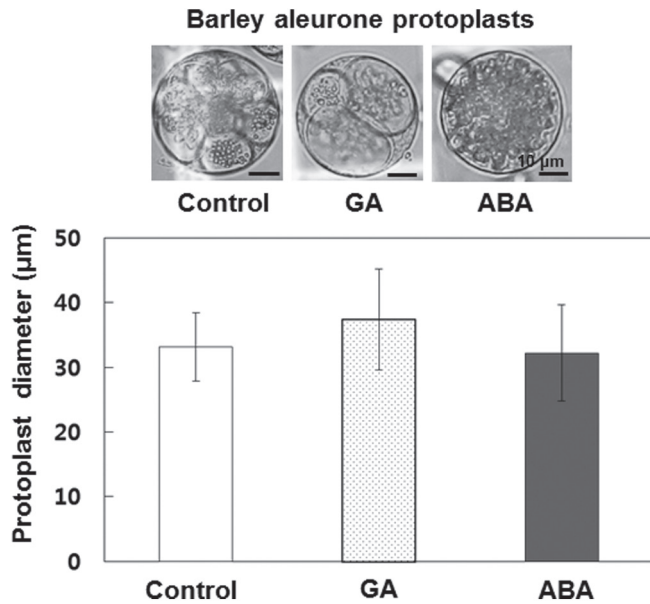 Barley aleurone protoplasts
10 µm
Control GA ABA
Protoplast diameter (µm)
50
40
30
20
10
0
Control GA ABA